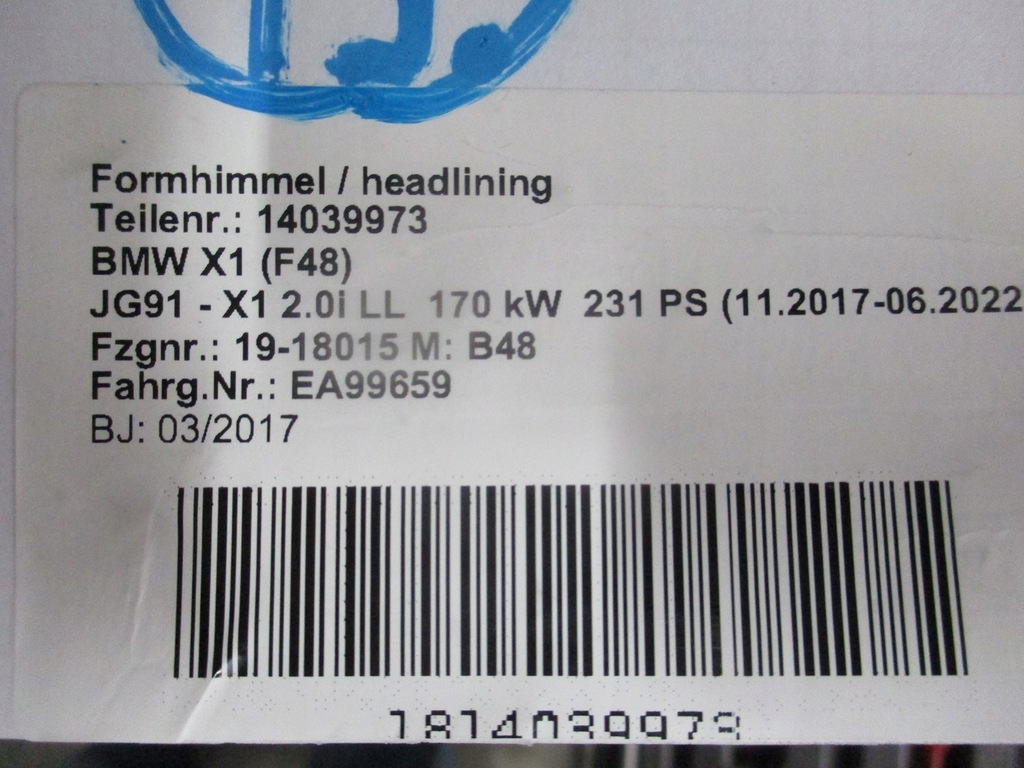 Formhimmel / headlining
Teilenr.: 14039973
BMW X1 (F48)
JG91 - X1 2.0i LL 170 kW 231 PS (11.2017-06.2022
Fzgnr.: 19-18015 M: B48
Fahrg.Nr.: EA99659
BJ: 03/2017
1814039973